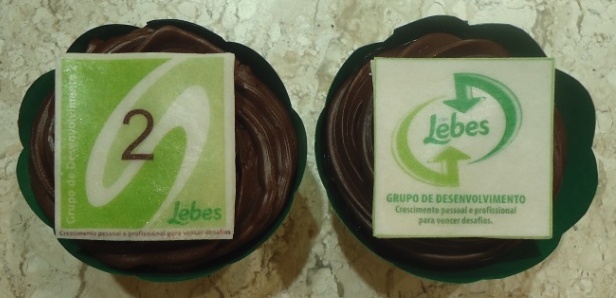 Grupo de Desenvolvimento
2
Lebes
Crescimento pessoal e profissional para vencer desafios
Lebes
GRUPO DE DESENVOLVIMENTO
Crescimento pessoal e profissional
para vencer desafios.